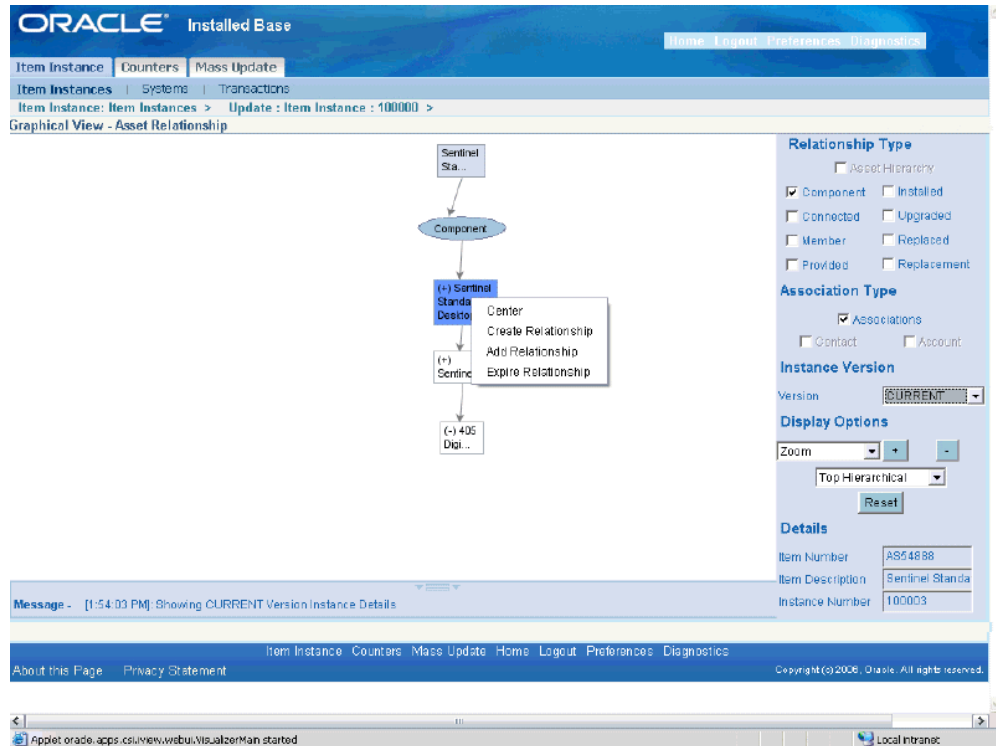 ORACLE® Installed Base
Home Logout Preferences Diagnostics
Item Instance Counters Mass Update
Item Instances | Systems | Transactions
Item Instance: Item Instances > Update : Item Instance : 100000 >
Graphical View - Asset Relationship
Sentinel
Sta...
Component
(+) Sentinel
Standa
Deskto
(+)
Sentine
(-) 405
Digi...
Center
Create Relationship
Add Relationship
Expire Relationship
Relationship Type
Asset Hierarchy
Component Installed
Connected Upgraded
Member Replaced
Provided Replacement
Association Type
Associations
Contact Account
Instance Version
Version CURRENT
Display Options
Zoom + -
Top Hierarchical
Reset
Details
Item Number AS54888
Item Description Sentinel Standa
Instance Number 100003
Message - [1:54:03 PM]: Showing CURRENT Version Instance Details
Item Instance Counters Mass Update Home Logout Preferences Diagnostics
About this Page Privacy Statement Copyright (c) 2006, Oracle. All rights reserved.
Applet oracle.apps.csi.iview.webui.VisualizerMain started Local intranet